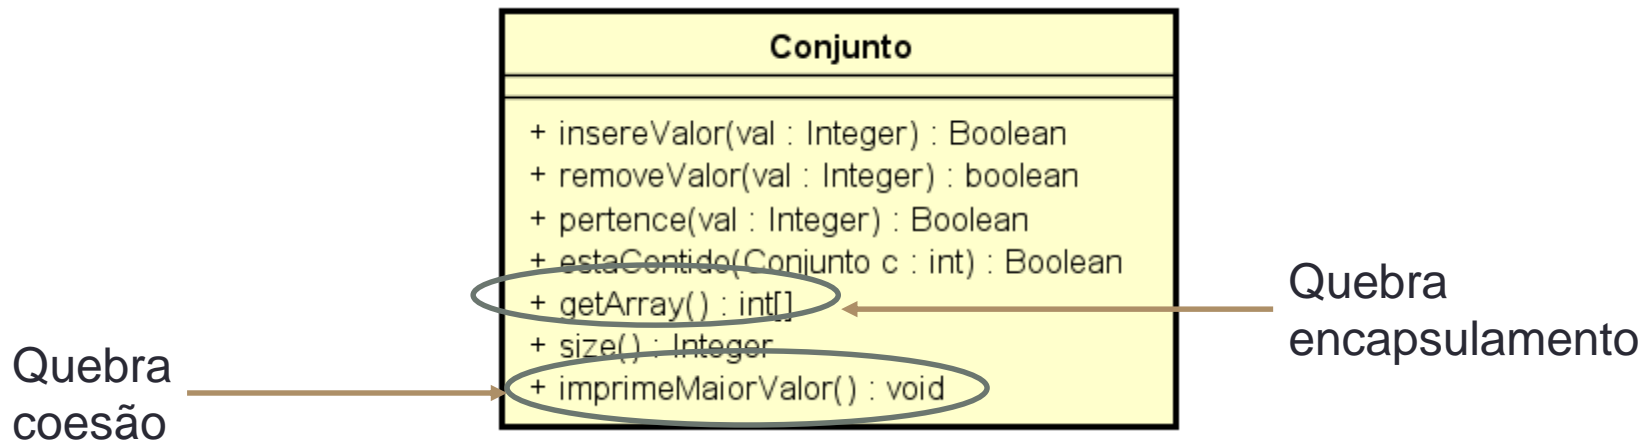 Conjunto
+ insereValor(val : Integer) : Boolean
+ removeValor(val : Integer) : boolean
+ pertence(val : Integer) : Boolean
+ estaContido(Conjunto c : int) : Boolean
+ getArray() : int[]
+ size() : Integer
+ imprimeMaiorValor() : void
Quebra
encapsulamento
Quebra
coesão